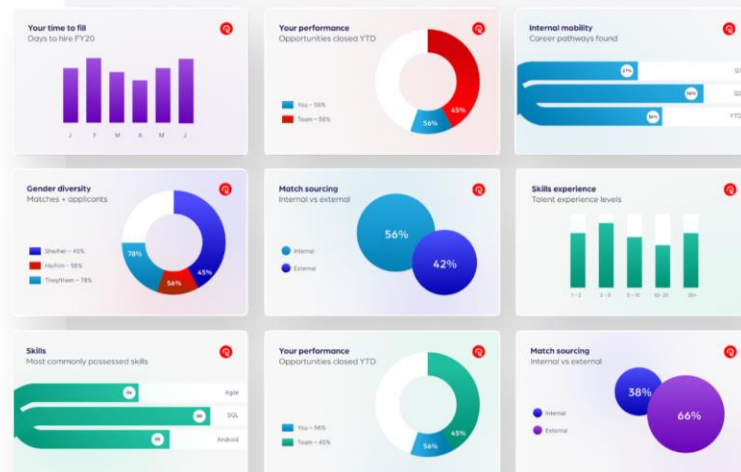 Your time to fill
Days to hire FY20
J F M A M J
Your performance
Opportunities closed YTD
You – 56%
Team – 56%
45%
56%
Internal mobility
Career pathways found
27%
56%
YTD
Gender diversity
Matches + applicants
She/her – 45%
He/him – 56%
They/them – 78%
78%
45%
56%
Match sourcing
Internal vs external
Internal
External
56%
42%
Skills experience
Talent experience levels
1 – 2 3 – 5 5 – 10 10 – 20 20+
Skills
Most commonly possessed skills
Agile
SQL
Android
Your performance
Opportunities closed YTD
You – 56%
Team – 45%
45%
56%
Match sourcing
Internal vs external
Internal
External
38%
66%